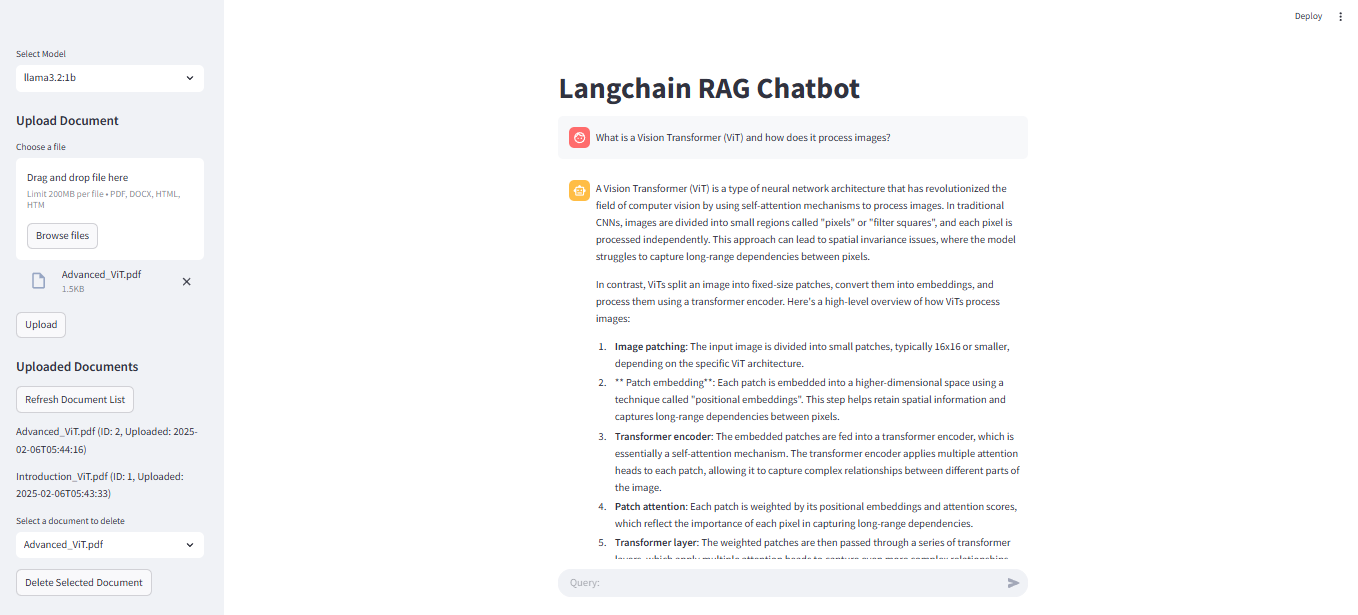 Deploy
Select Model
llama3.2:1b
Upload Document
Choose a file
Drag and drop file here
Limit 200MB per file • PDF, DOCX, HTML,
HTM
Browse files
Advanced_ViT.pdf
1.5KB
Upload
Uploaded Documents
Refresh Document List
Advanced_ViT.pdf (ID: 2, Uploaded: 2025-
02-06T05:44:16)
Introduction_ViT.pdf (ID: 1, Uploaded:
2025-02-06T05:43:33)
Select a document to delete
Advanced_ViT.pdf
Delete Selected Document
Langchain RAG Chatbot
What is a Vision Transformer (ViT) and how does it process images?
A Vision Transformer (ViT) is a type of neural network architecture that has revolutionized the
field of computer vision by using self-attention mechanisms to process images. In traditional
CNNs, images are divided into small regions called "pixels" or "filter squares", and each pixel is
processed independently. This approach can lead to spatial invariance issues, where the model
struggles to capture long-range dependencies between pixels.
In contrast, ViTs split an image into fixed-size patches, convert them into embeddings, and
process them using a transformer encoder. Here's a high-level overview of how ViTs process
images:
1. Image patching: The input image is divided into small patches, typically 16x16 or smaller,
depending on the specific ViT architecture.
2. ** Patch embedding**: Each patch is embedded into a higher-dimensional space using a
technique called "positional embeddings". This step helps retain spatial information and
captures long-range dependencies between pixels.
3. Transformer encoder: The embedded patches are fed into a transformer encoder, which is
essentially a self-attention mechanism. The transformer encoder applies multiple attention
heads to each patch, allowing it to capture complex relationships between different parts of
the image.
4. Patch attention: Each patch is weighted by its positional embeddings and attention scores,
which reflect the importance of each pixel in capturing long-range dependencies.
5. Transformer layer: The weighted patches are then passed through a series of transformer
layers, which apply multiple attention heads to capture even more complex relationships
Query: